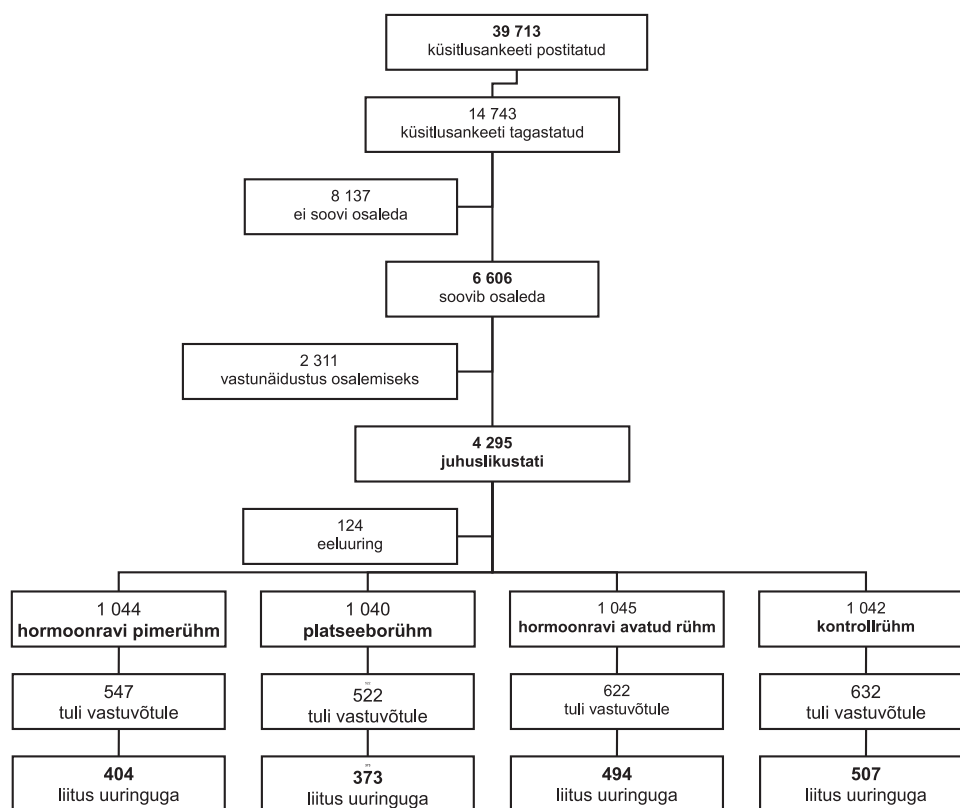 39 713
küsitlusankeeti postitatud
14 743
küsitlusankeeti tagastatud
8 137
ei soovi osaleda
6 606
soovib osaleda
2 311
vastunäidustus osalemiseks
4 295
juhuslikustati
124
eeluuring
1 044
hormoonravi pimerühm
1 040
platseeborühm
1 045
hormoonravi avatud rühm
1 042
kontrollrühm
547
tuli vastuvõtule
522
tuli vastuvõtule
622
tuli vastuvõtule
632
tuli vastuvõtule
404
liitus uuringuga
373
liitus uuringuga
494
liitus uuringuga
507
liitus uuringuga